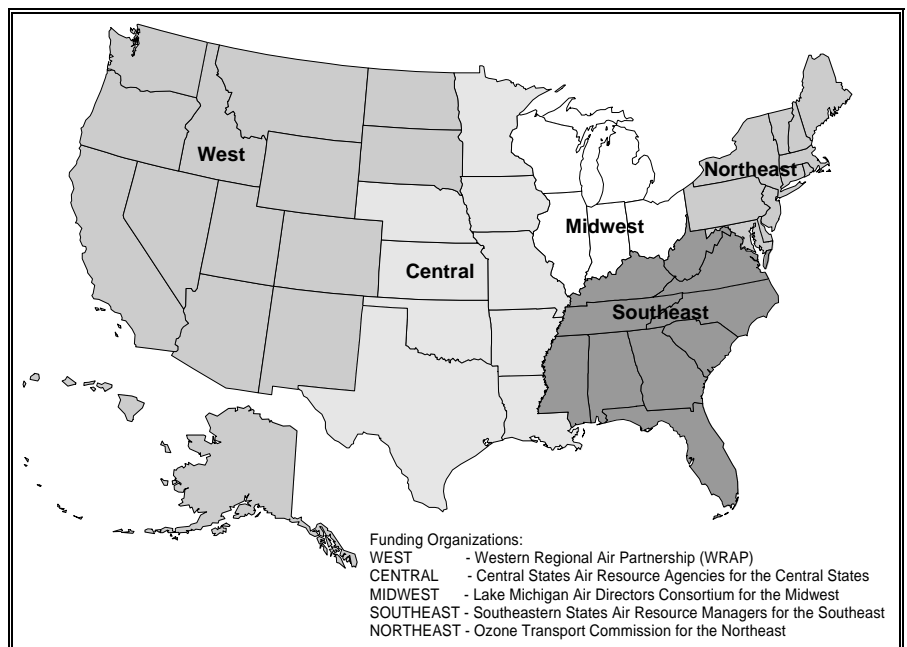 West
Northeast
Midwest
Central
Southeast
Funding Organizations:
WEST - Western Regional Air Partnership (WRAP)
CENTRAL - Central States Air Resource Agencies for the Central States
MIDWEST - Lake Michigan Air Directors Consortium for the Midwest
SOUTHEAST - Southeastern States Air Resource Managers for the Southeast
NORTHEAST - Ozone Transport Commission for the Northeast